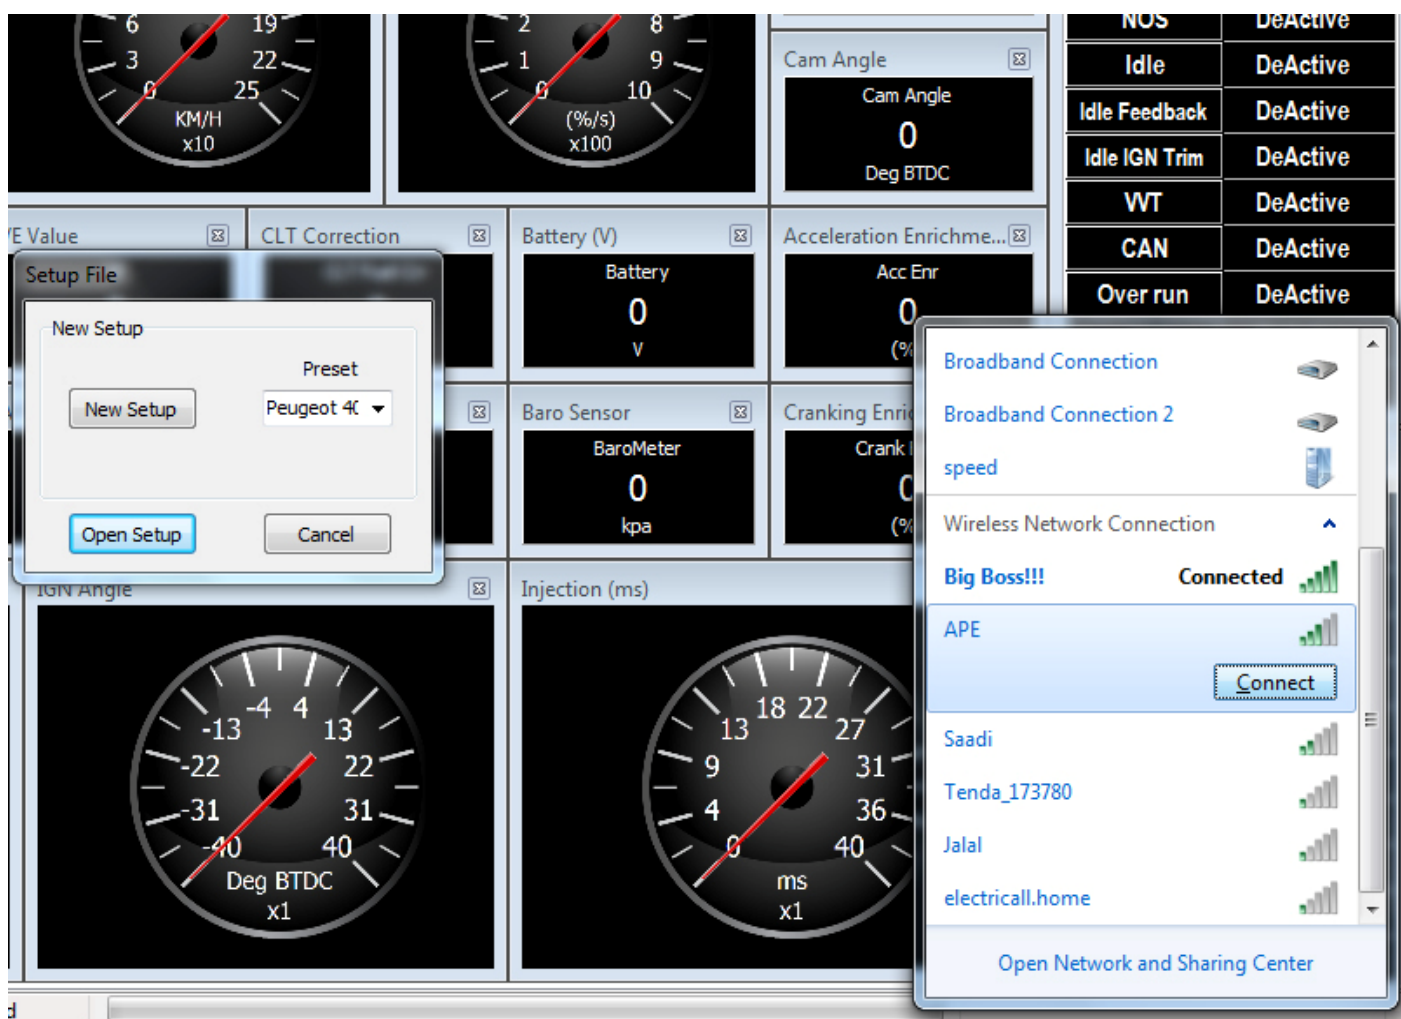 6
19
3
22
0
25
KM/H
x10
2
8
1
9
0
10
(%/s)
x100
Cam Angle
Cam Angle
0
Deg BTDC
NOS DeActive
Idle DeActive
Idle Feedback DeActive
Idle IGN Trim DeActive
VVT DeActive
CAN DeActive
Over run DeActive
E Value
CLT Correction
Battery (V)
Battery
0
V
Acceleration Enrichme...
Acc Enr
0
(%
Setup File
New Setup
Preset
New Setup
Peugeot 4(
Open Setup
Cancel
Baro Sensor
BaroMeter
0
kpa
Cranking Enri
Crank
(%
IGN Angle
-4 4
-13 13
-22 22
-31 31
-40 40
Deg BTDC
x1
Injection (ms)
18 22
13 27
9 31
4 36
0 40
ms
x1
Broadband Connection
Broadband Connection 2
speed
Wireless Network Connection
Big Boss!!! Connected
APE
Connect
Saadi
Tenda_173780
Jalal
electricall.home
Open Network and Sharing Center
d